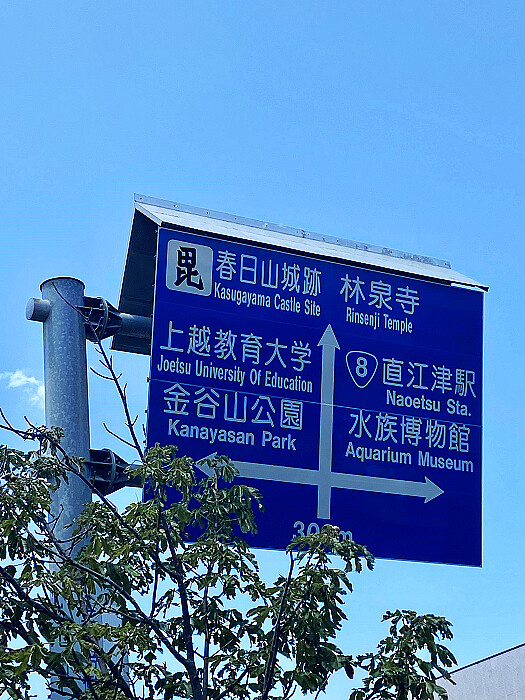 毘 春日山城跡
Kasugayama Castle Site
林泉寺
Rinsenji Temple
上越教育大学
Joetsu University Of Education
金谷山公園
Kanayasan Park
8 直江津駅
Naoetsu Sta.
水族博物館
Aquarium Museum